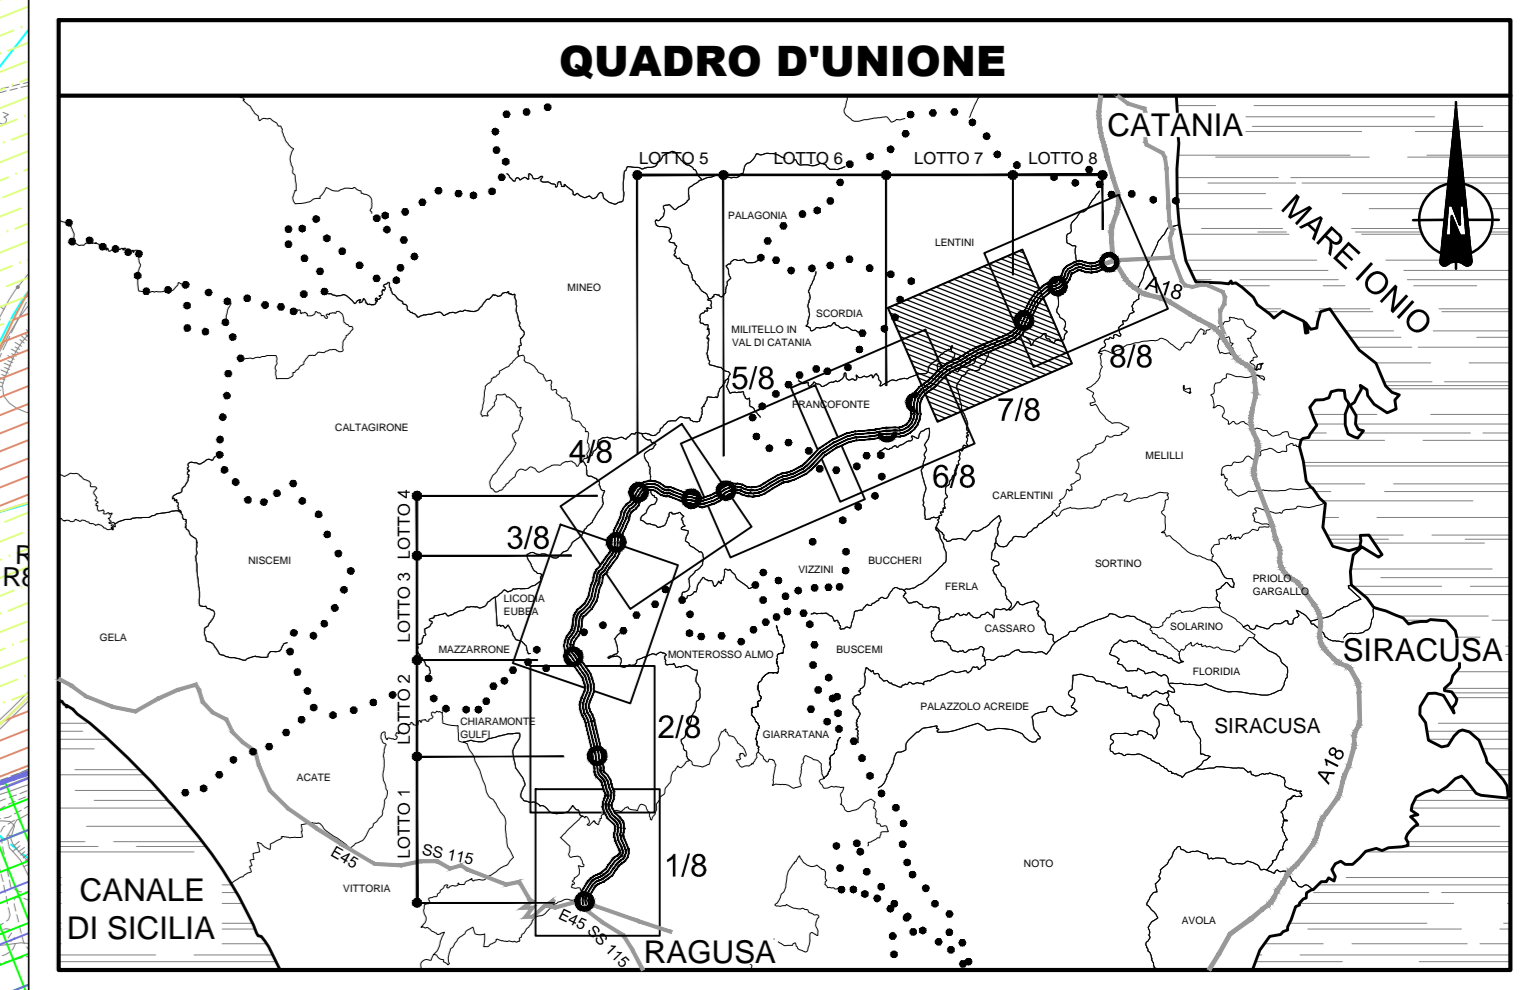 QUADRO D'UNIONE
CATANIA
LOTTO 5
LOTTO 6
LOTTO 7
LOTTO 8
PALAGONIA
LENTINI
MARE IONIO
N
MINEO
A18
SCORDIA
MILITELLO IN
VAL DI CATANIA
8/8
5/8
FRANCOFONTE
7/8
CALTAGIRONE
4/8
MELILLI
6/8
CARLENTINI
LOTTO 4
3/8
NISCEMI
VIZZINI
BUCCHERI
SORTINO
FERLA
PRIOLO
GARGALLO
LOTTO 3
LICODIA
EUBEA
GELA
CASSARO
SOLARINO
MAZZARRONE
MONTEROSSO ALMO
BUSCEMI
SIRACUSA
FLORIDIA
LOTTO 2
PALAZZOLO ACREIDE
CHIARAMONTE
GULFI
2/8
GIARRATANA
SIRACUSA
ACATE
A18
LOTTO 1
E45
SS 115
1/8
NOTO
CANALE
DI SICILIA
VITTORIA
E45 SS 115
AVOLA
RAGUSA